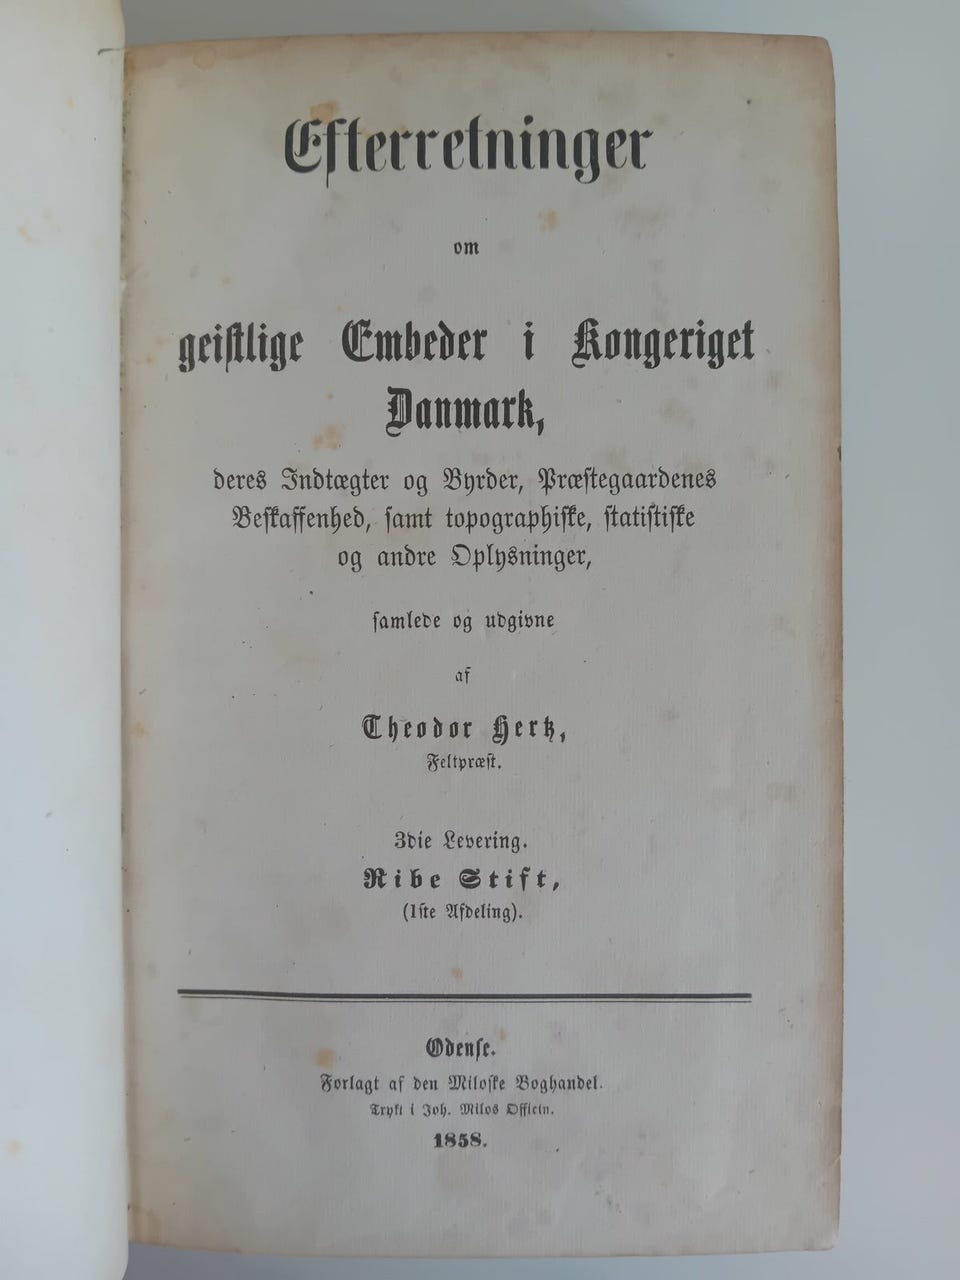 Efterretninger
om
geistlige Embeder i Kongeriget
Danmark,
deres Indtægter og Byrder, Præstegaardenes
Beskaffenhed, samt topographiske, statistiske
og andre Oplysninger,
samlede og udgivne
af
Theodor Hertz,
Feltpræst.
3die Levering.
Ribe Stift,
(1ste Afdeling).
Odense.
Forlagt af den Miloske Boghandel.
Trykt i Joh. Milos Officin.
1858.